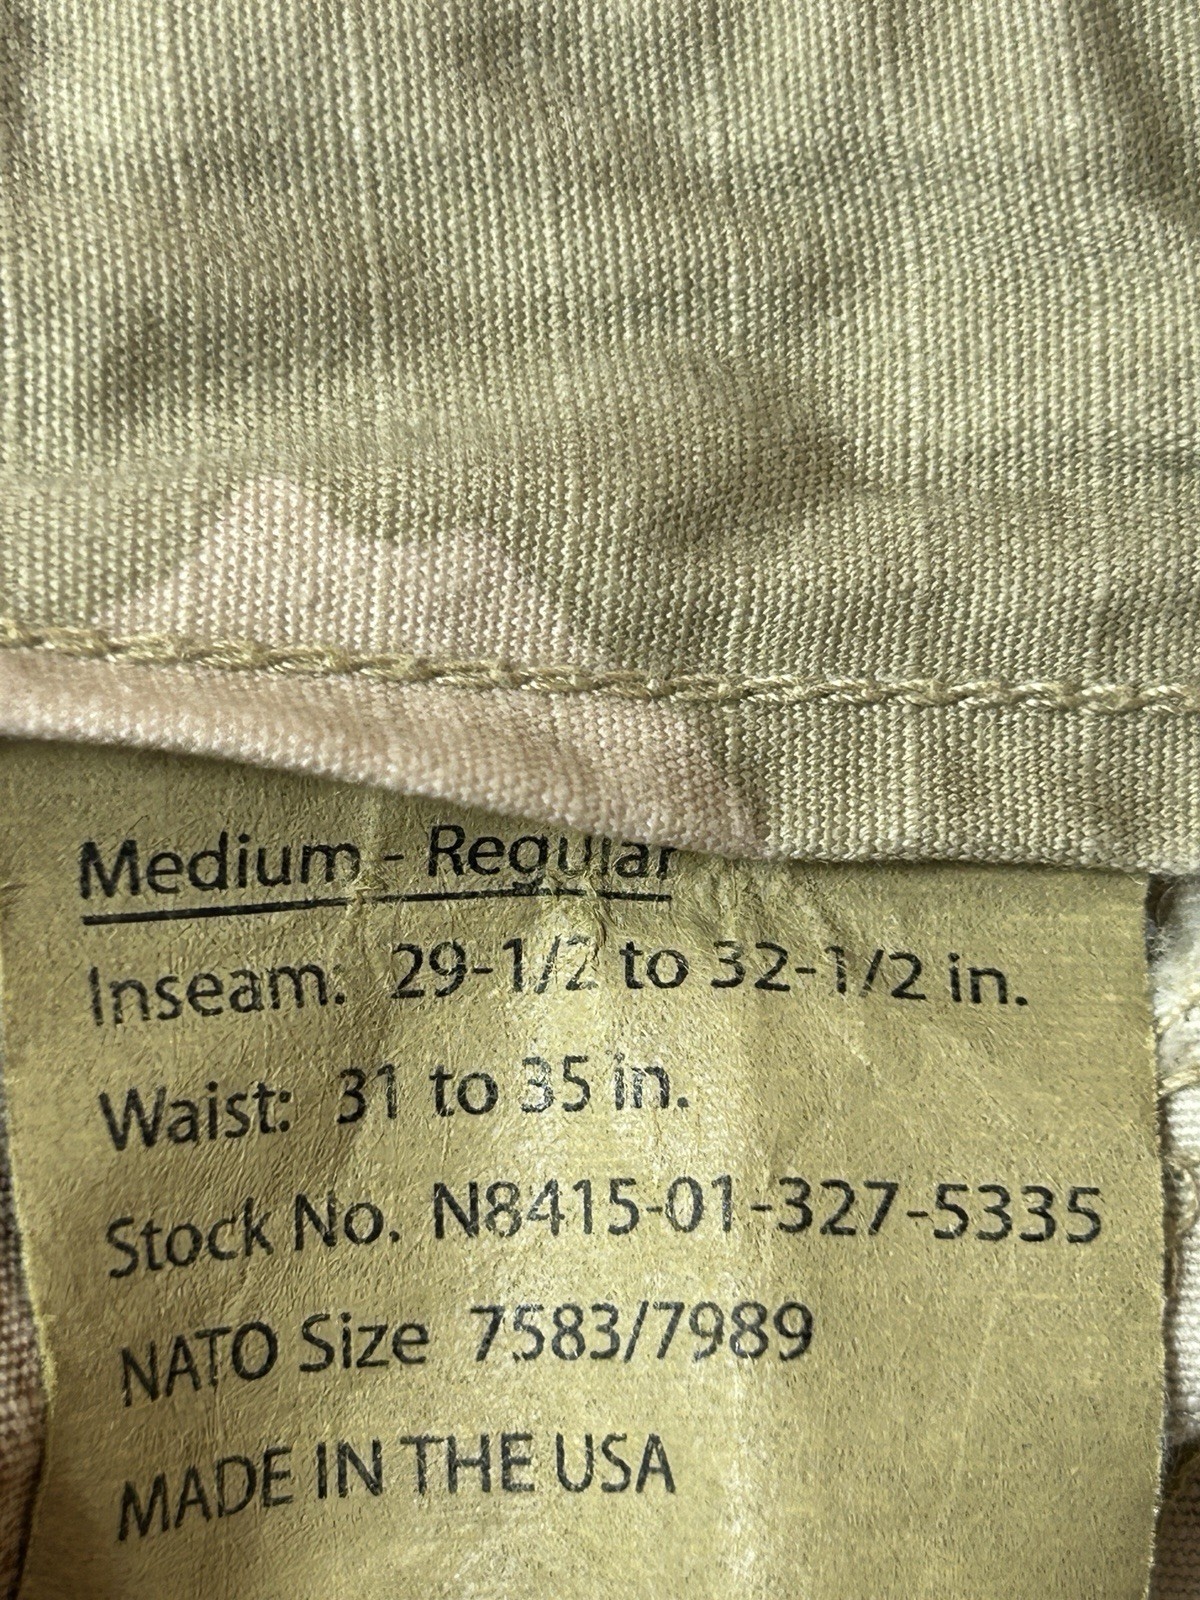 Medium - Regular
Inseam: 29-1/2 to 32-1/2 in.
Waist: 31 to 35 in.
Stock No. N8415-01-327-5335
NATO Size 7583/7989
MADE IN THE USA